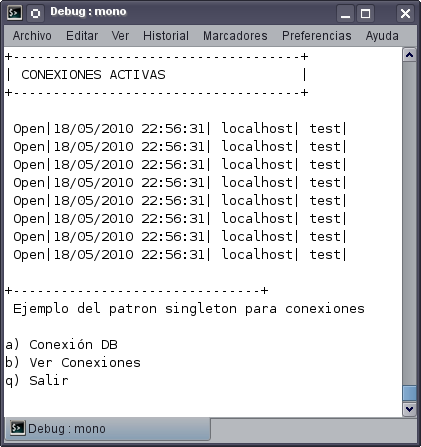 Debug : mono
Archivo Editar Ver Historial Marcadores Preferencias Ayuda
+-----------------------------------+
| CONEXIONES ACTIVAS |
+-----------------------------------+
Open|18/05/2010 22:56:31| localhost| test|
Open|18/05/2010 22:56:31| localhost| test|
Open|18/05/2010 22:56:31| localhost| test|
Open|18/05/2010 22:56:31| localhost| test|
Open|18/05/2010 22:56:31| localhost| test|
Open|18/05/2010 22:56:31| localhost| test|
Open|18/05/2010 22:56:31| localhost| test|
Open|18/05/2010 22:56:31| localhost| test|
+-------------------------------+
Ejemplo del patron singleton para conexiones
a) Conexión DB
b) Ver Conexiones
q) Salir
Debug : mono